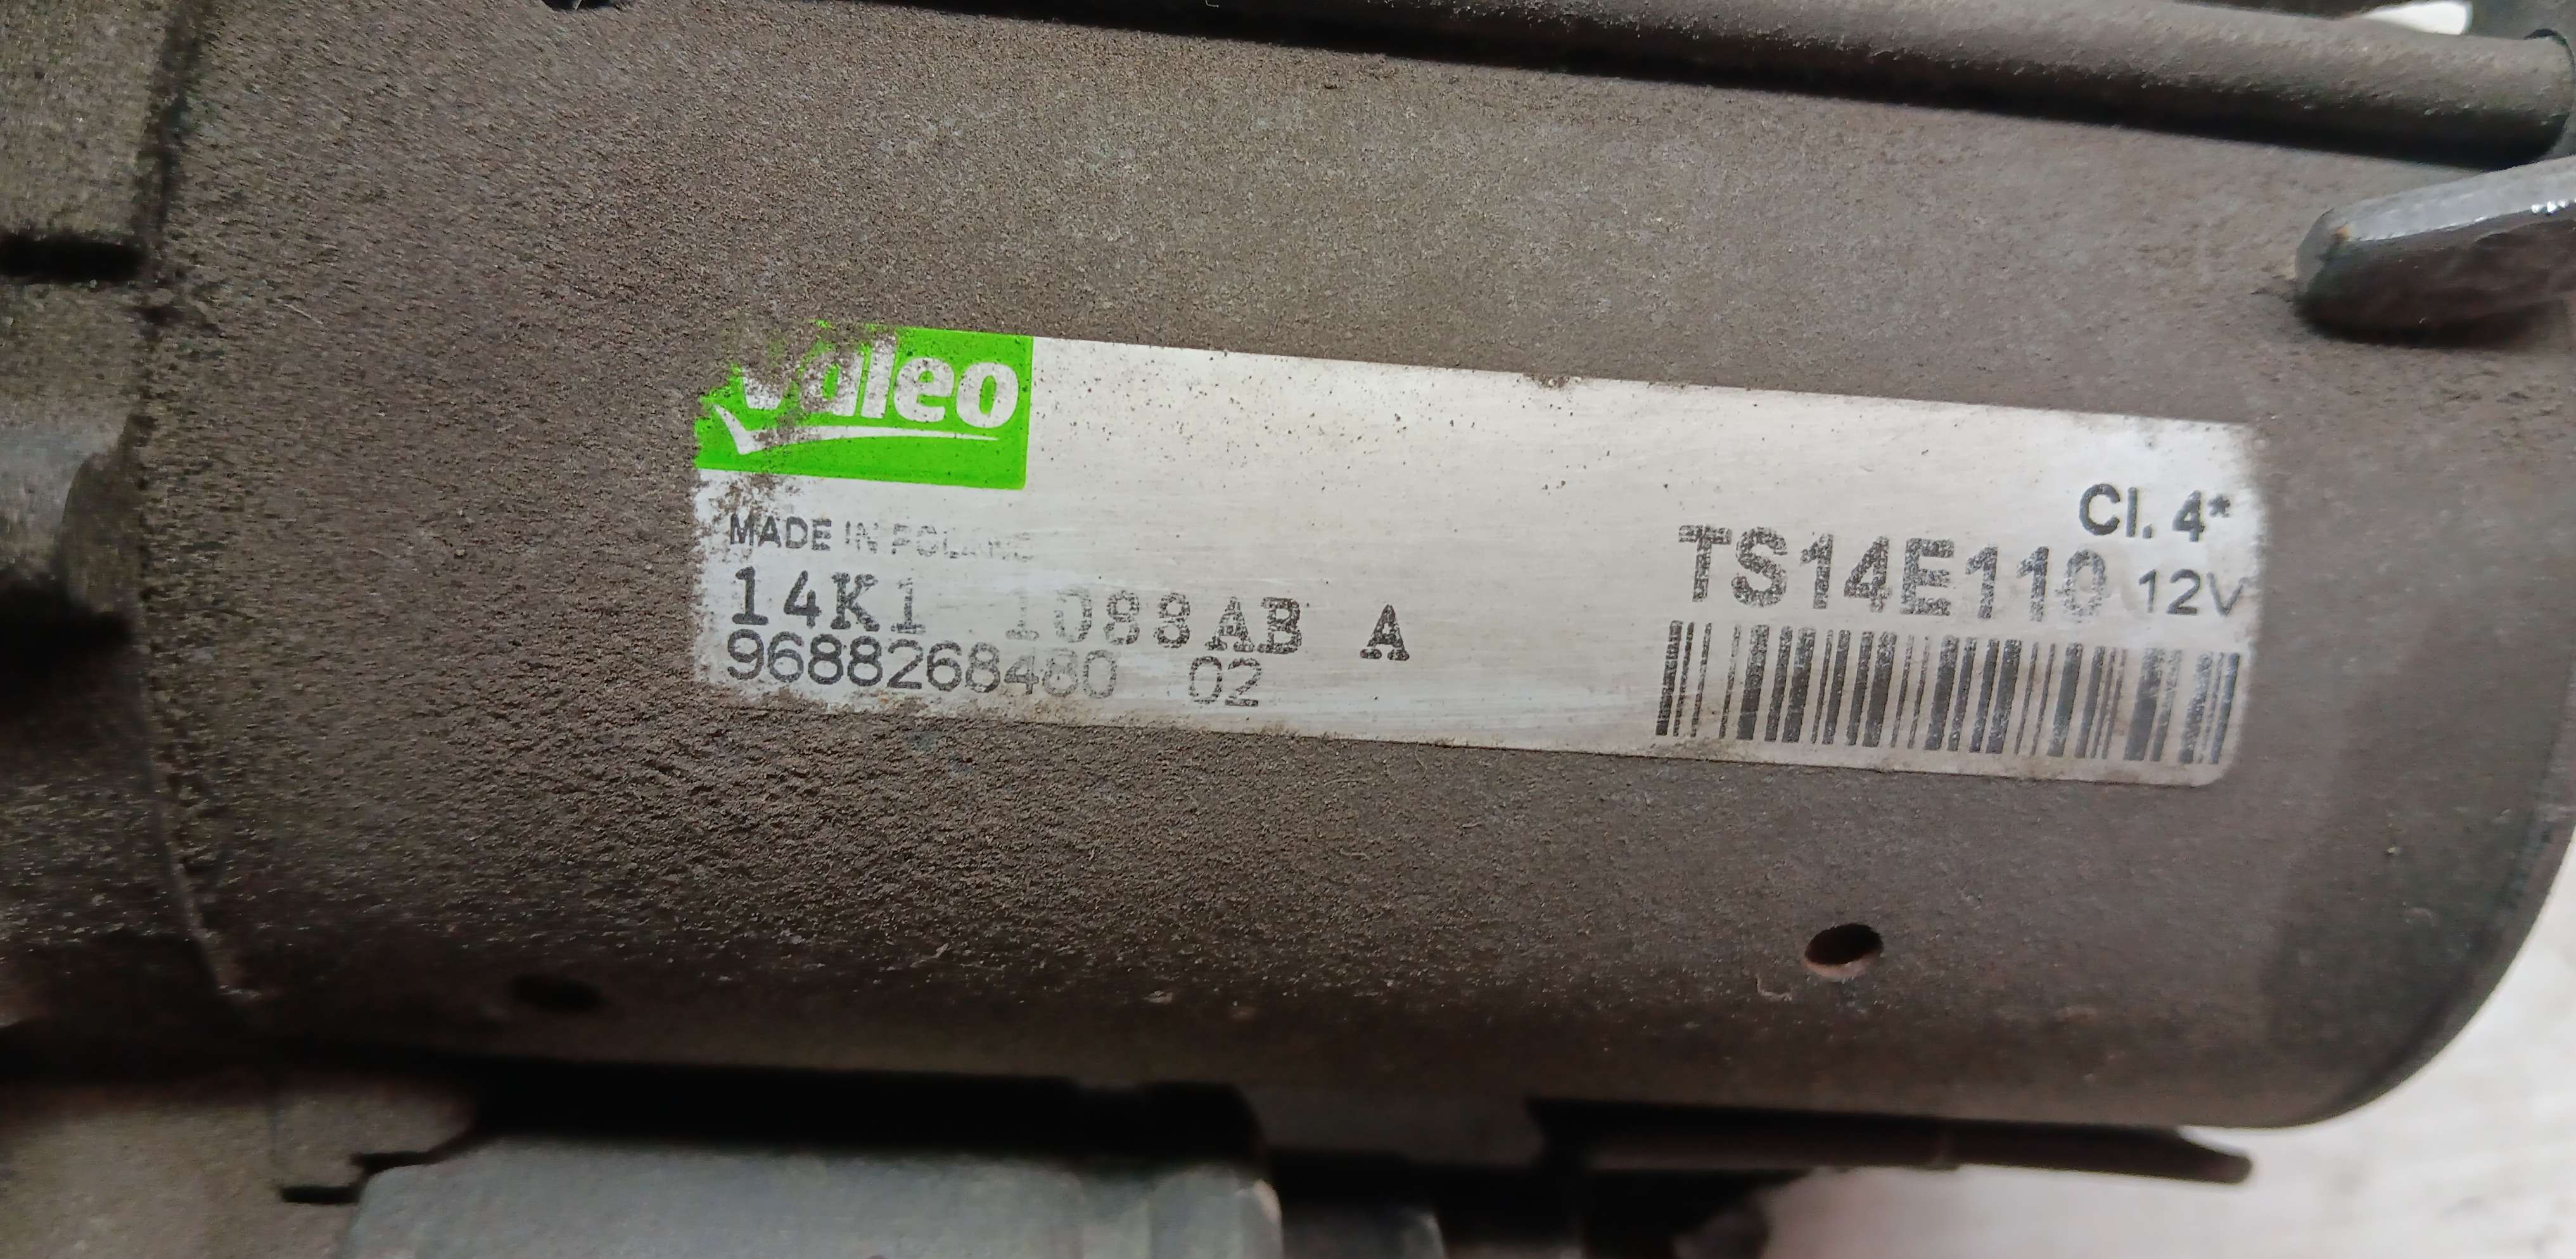 valeo
Cl. 4*
MADE IN POLAND
TS14E110 12V
14K1 1088AB A
9688268480 02